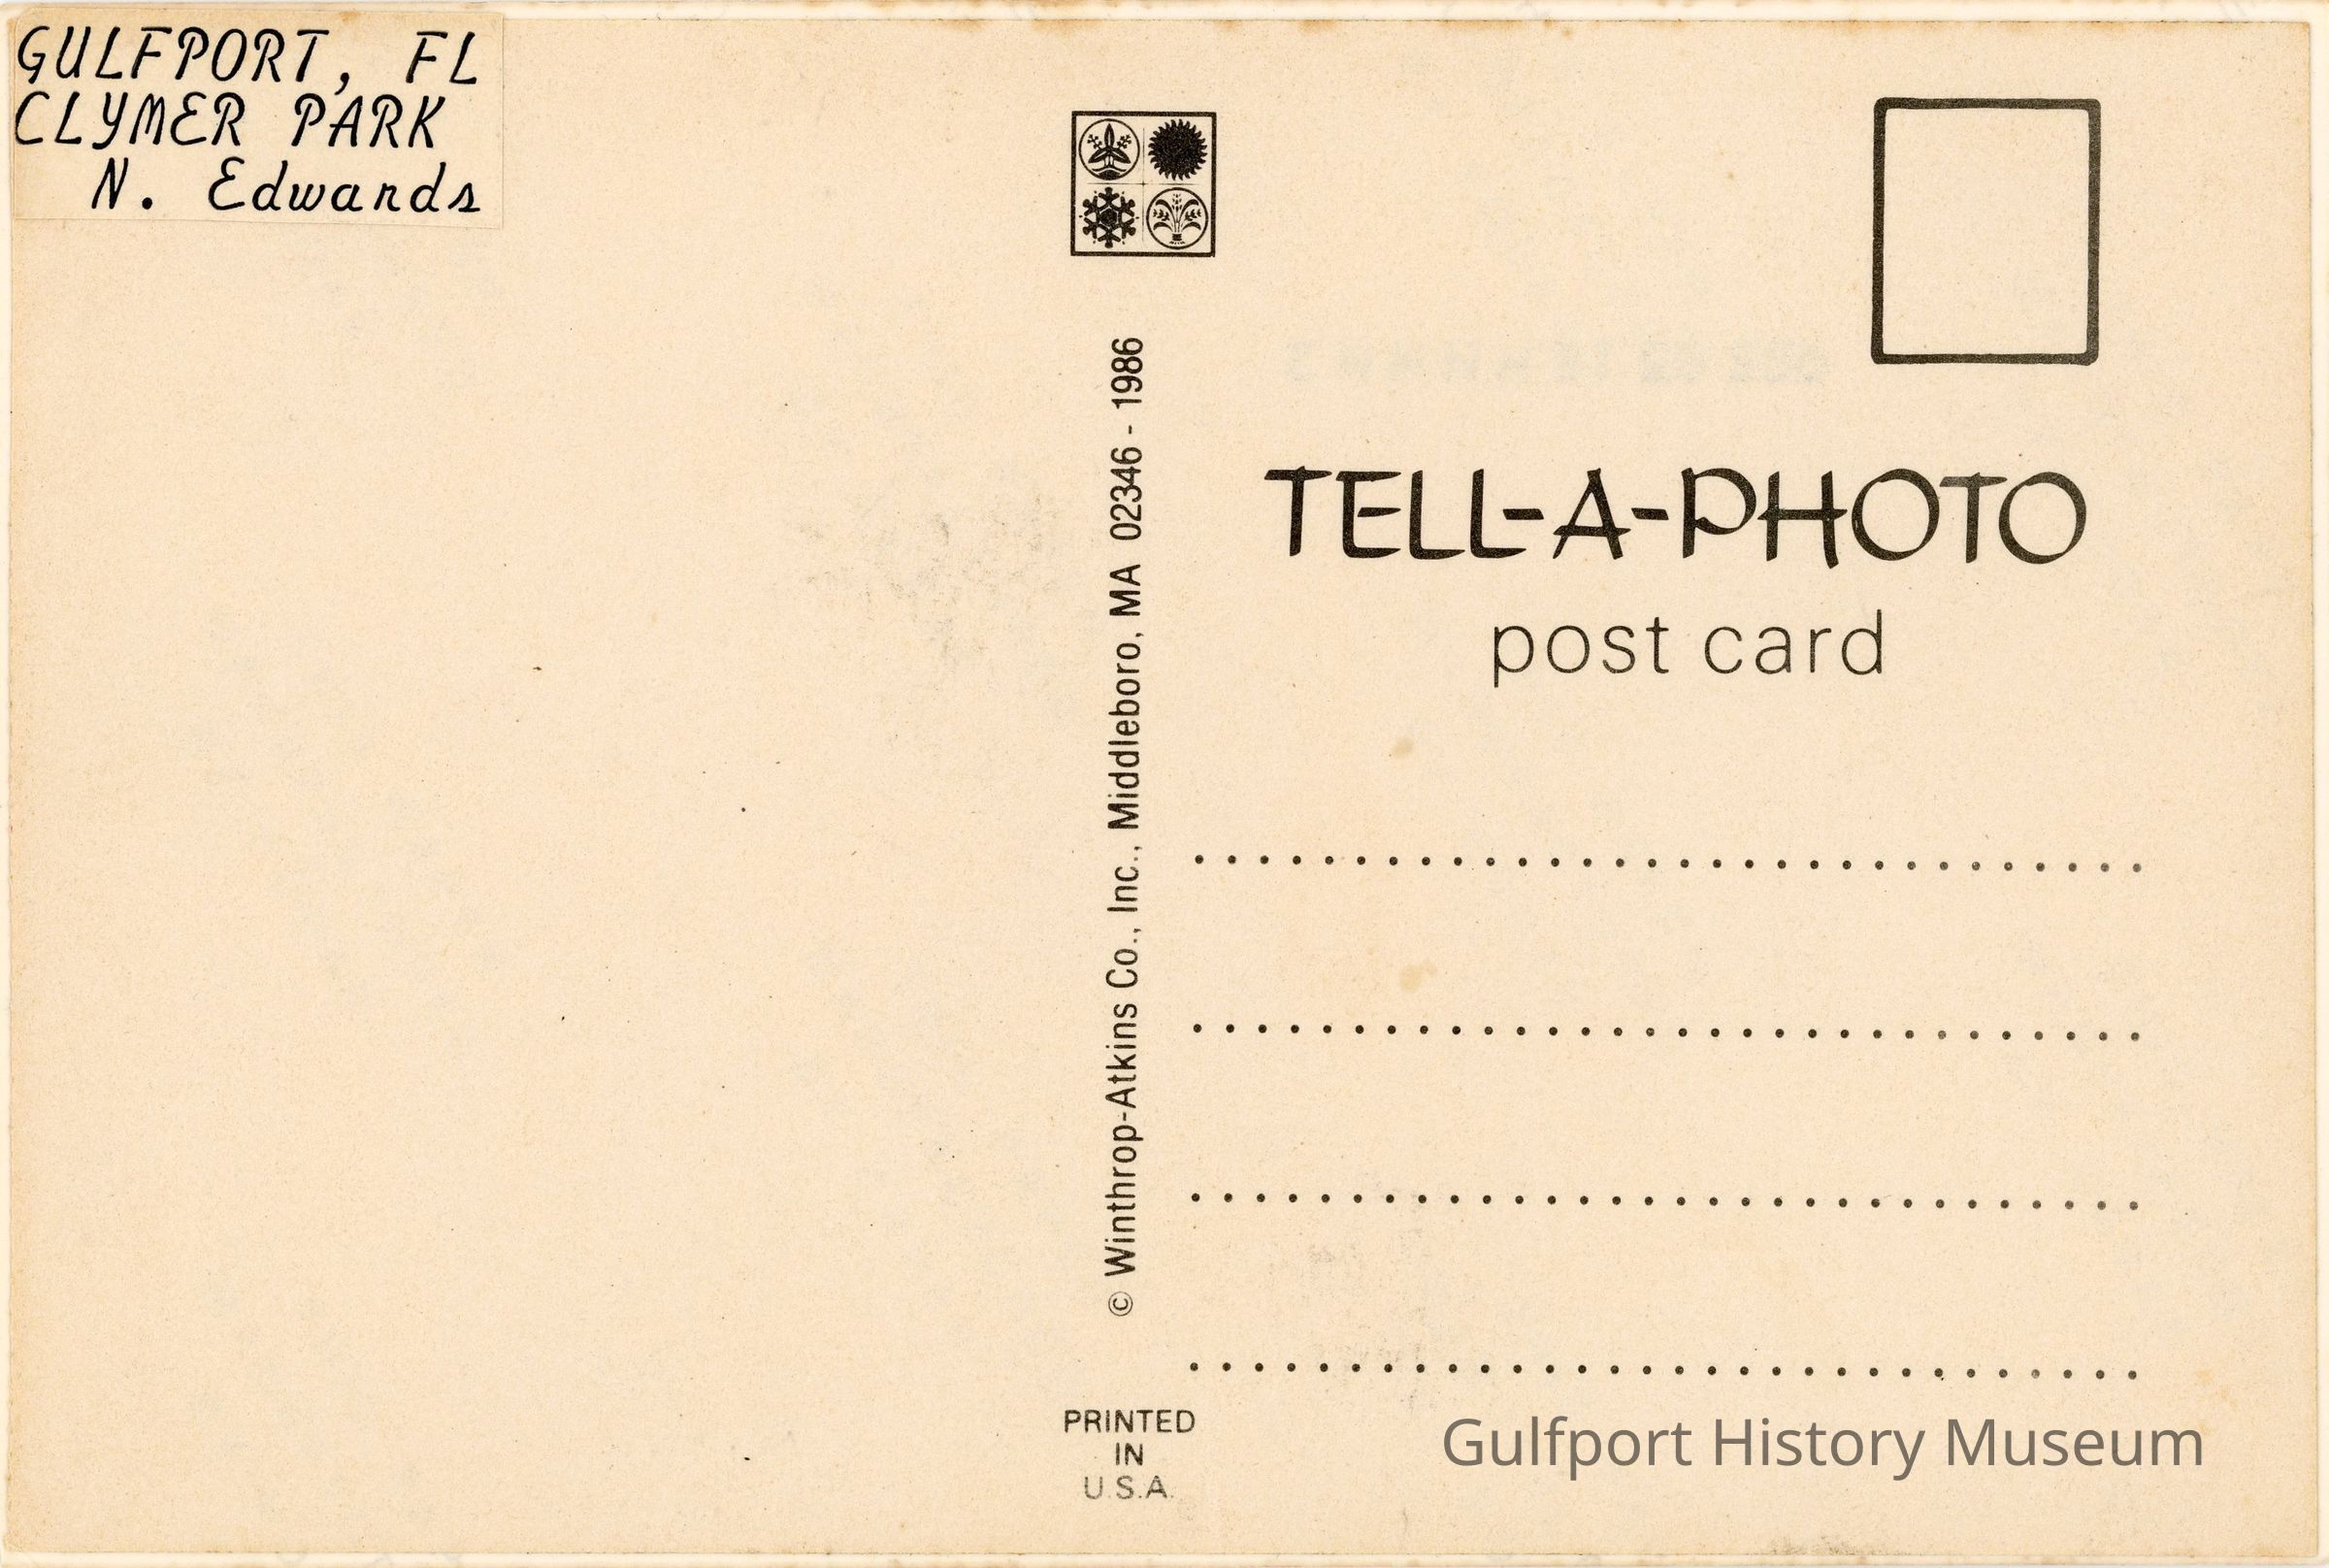 GULFPORT, FL
CLYMER PARK
N. Edwards
© Winthrop-Atkins Co., Inc., Middleboro, MA 02346 - 1986
PRINTED
IN
U.S.A.
TELL-A-PHOTO
post card
Gulfport History Museum